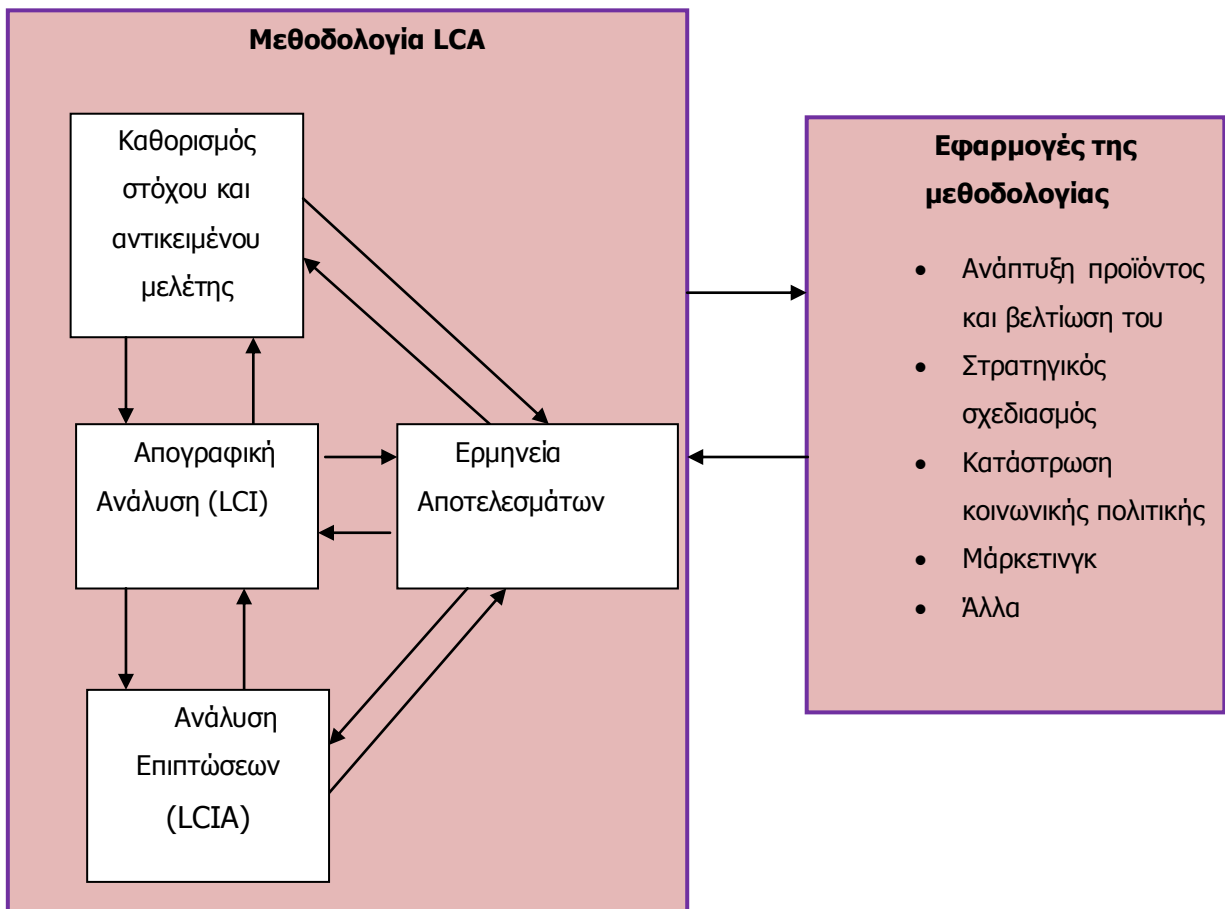 Μεθοδολογία LCA
Καθορισμός
στόχου και
αντικειμένου
μελέτης
Απογραφική
Ανάλυση (LCI)
Ερμηνεία
Αποτελεσμάτων
Ανάλυση
Επιπτώσεων
(LCIA)
Εφαρμογές της
μεθοδολογίας
• Ανάπτυξη προϊόντος
και βελτίωση του
• Στρατηγικός
σχεδιασμός
• Κατάστρωση
κοινωνικής πολιτικής
• Μάρκετινγκ
• Άλλα